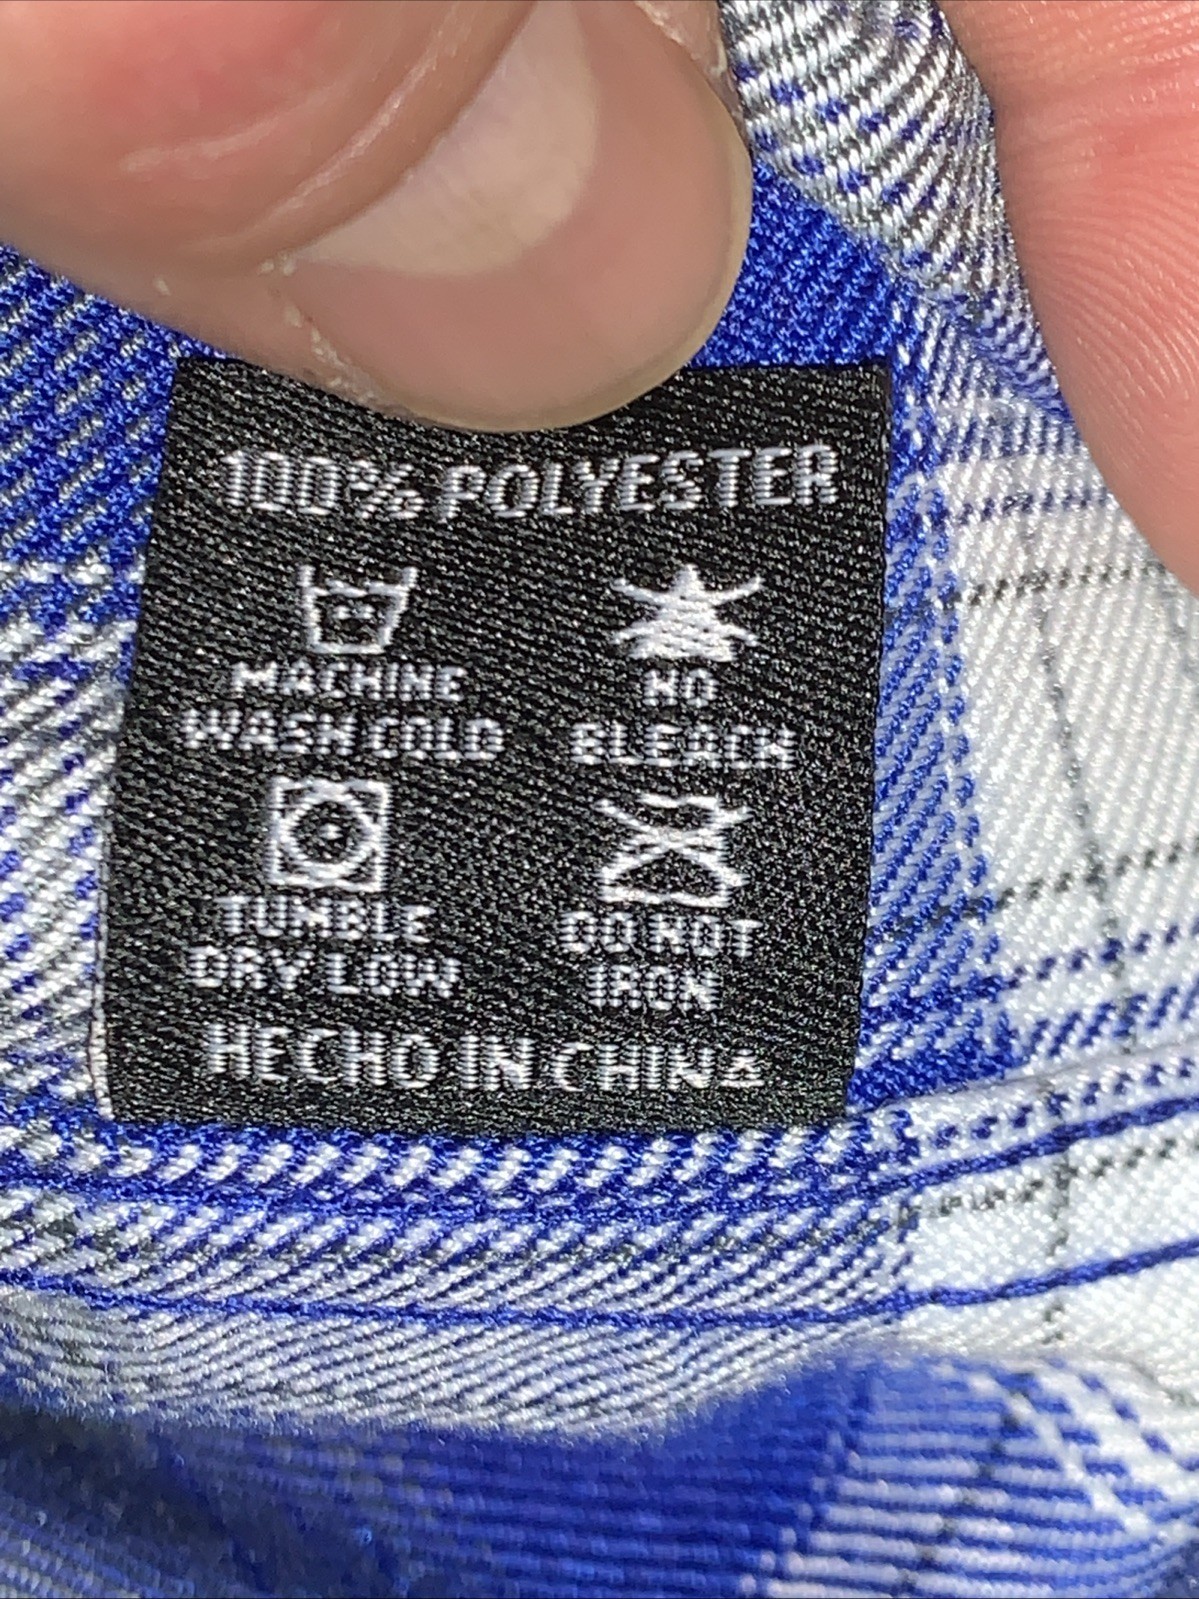 100% POLYESTER
MACHINE
WASH COLD
NO
BLEACH
TUMBLE
DRY LOW
DO NOT
IRON
HECHO IN CHINA